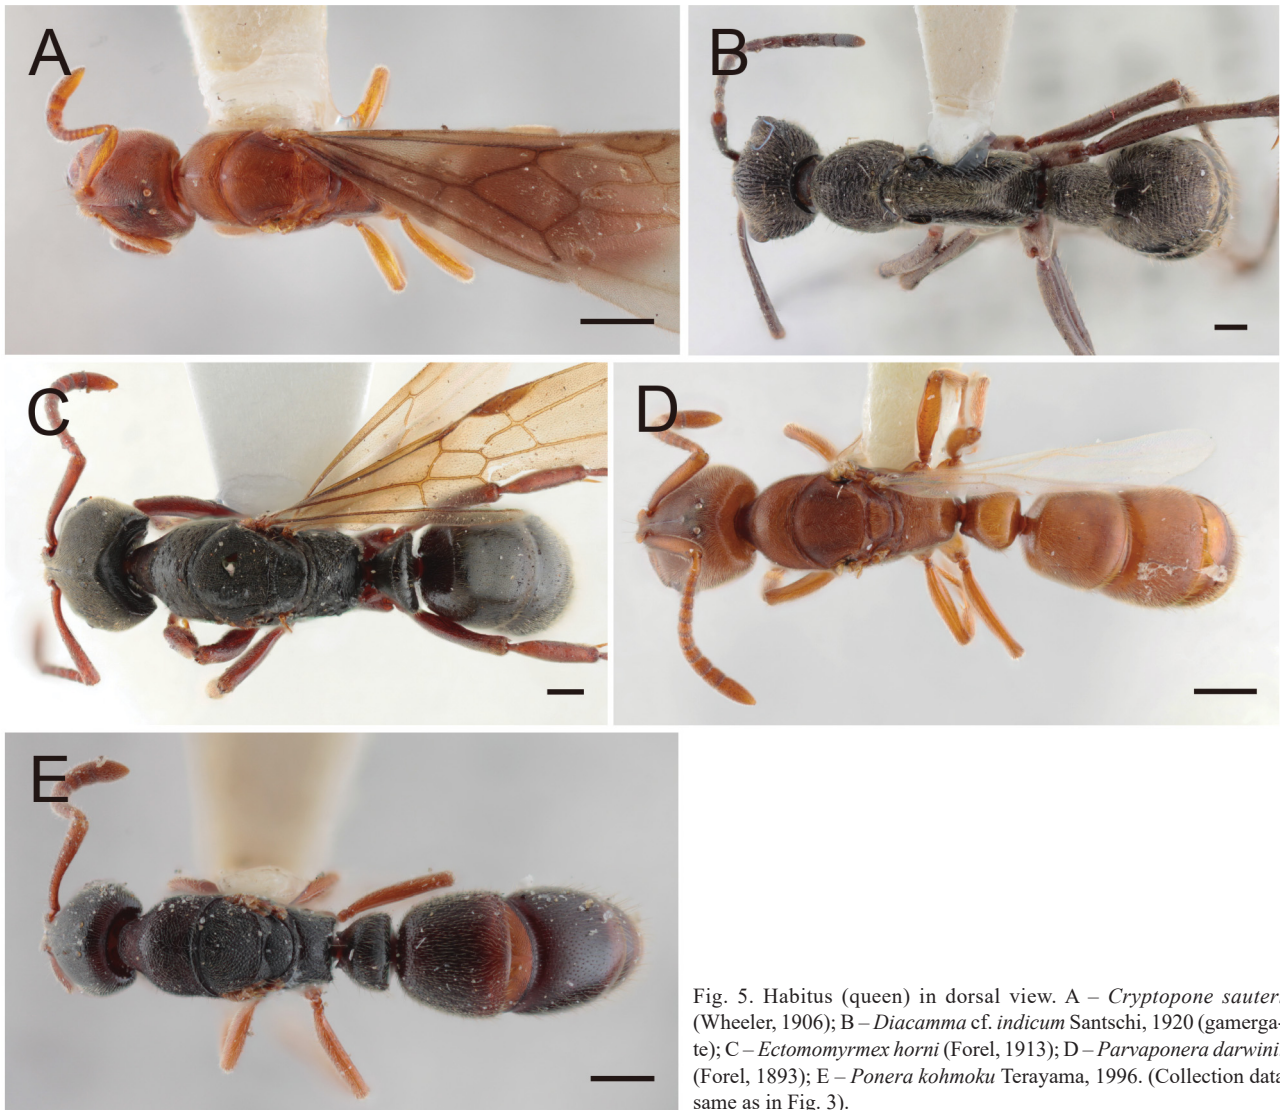 A
B
C
D
E
Fig. 5. Habitus (queen) in dorsal view. A – Cryptopone sauteri
(Wheeler, 1906); B – Diacamma cf. indicum Santschi, 1920 (gamerga-
te); C – Ectomomyrmex horni (Forel, 1913); D – Parvaponera darwinii
(Forel, 1893); E – Ponera kohmoku Terayama, 1996. (Collection data
same as in Fig. 3).